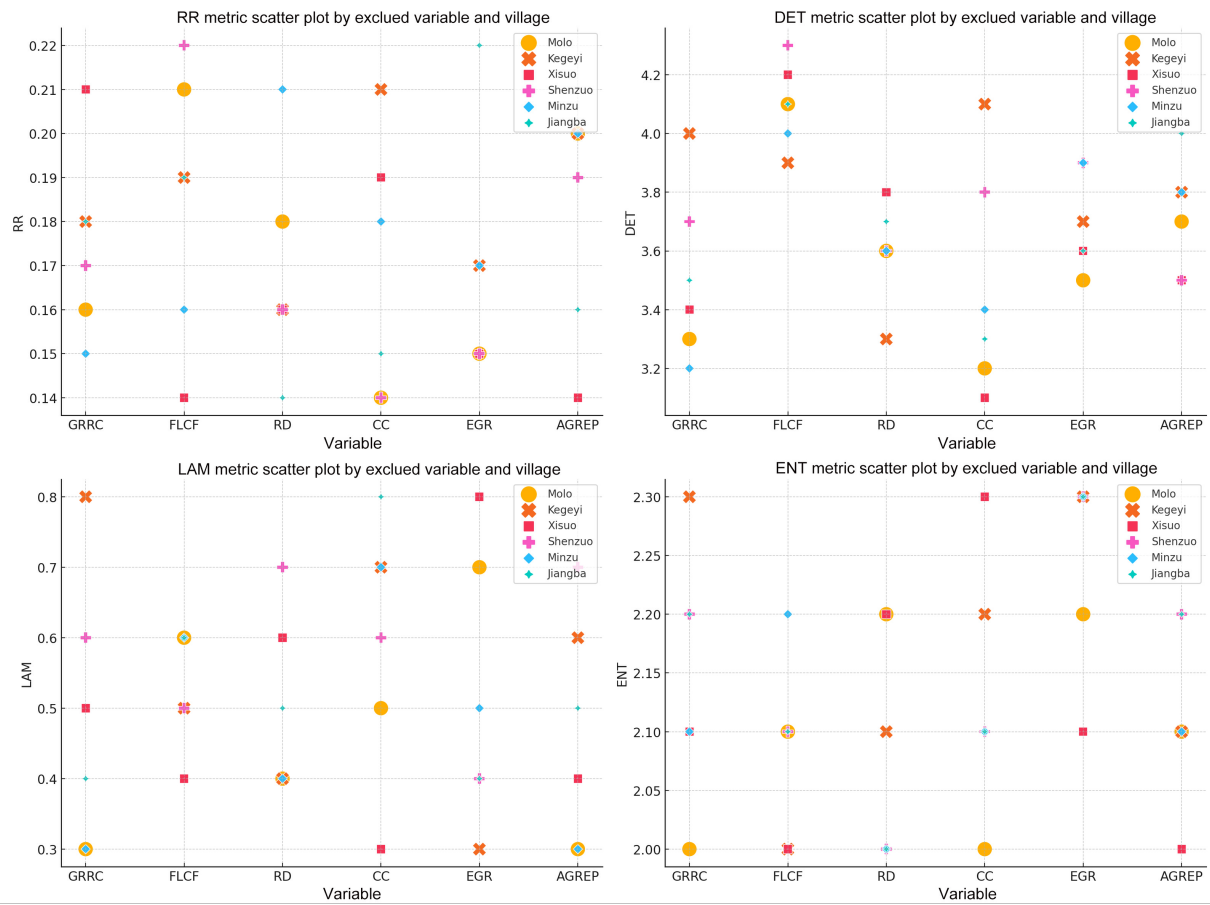 RR metric scatter plot by exclued variable and village
0.22
0.21
0.20
0.19
0.18
0.17
0.16
0.15
0.14
RR
GRRC FLCF RD CC EGR AGREP
Variable
Molo
Kegeyi
Xisuo
Shenzuo
Minzu
Jiangba
DET metric scatter plot by exclued variable and village
4.2
4.0
3.8
3.6
3.4
3.2
DET
GRRC FLCF RD CC EGR AGREP
Variable
Molo
Kegeyi
Xisuo
Shenzuo
Minzu
Jiangba
LAM metric scatter plot by exclued variable and village
0.8
0.7
0.6
0.5
0.4
0.3
LAM
GRRC FLCF RD CC EGR AGREP
Variable
Molo
Kegeyi
Xisuo
Shenzuo
Minzu
Jiangba
ENT metric scatter plot by exclued variable and village
2.30
2.25
2.20
2.15
2.10
2.05
2.00
ENT
GRRC FLCF RD CC EGR AGREP
Variable
Molo
Kegeyi
Xisuo
Shenzuo
Minzu
Jiangba